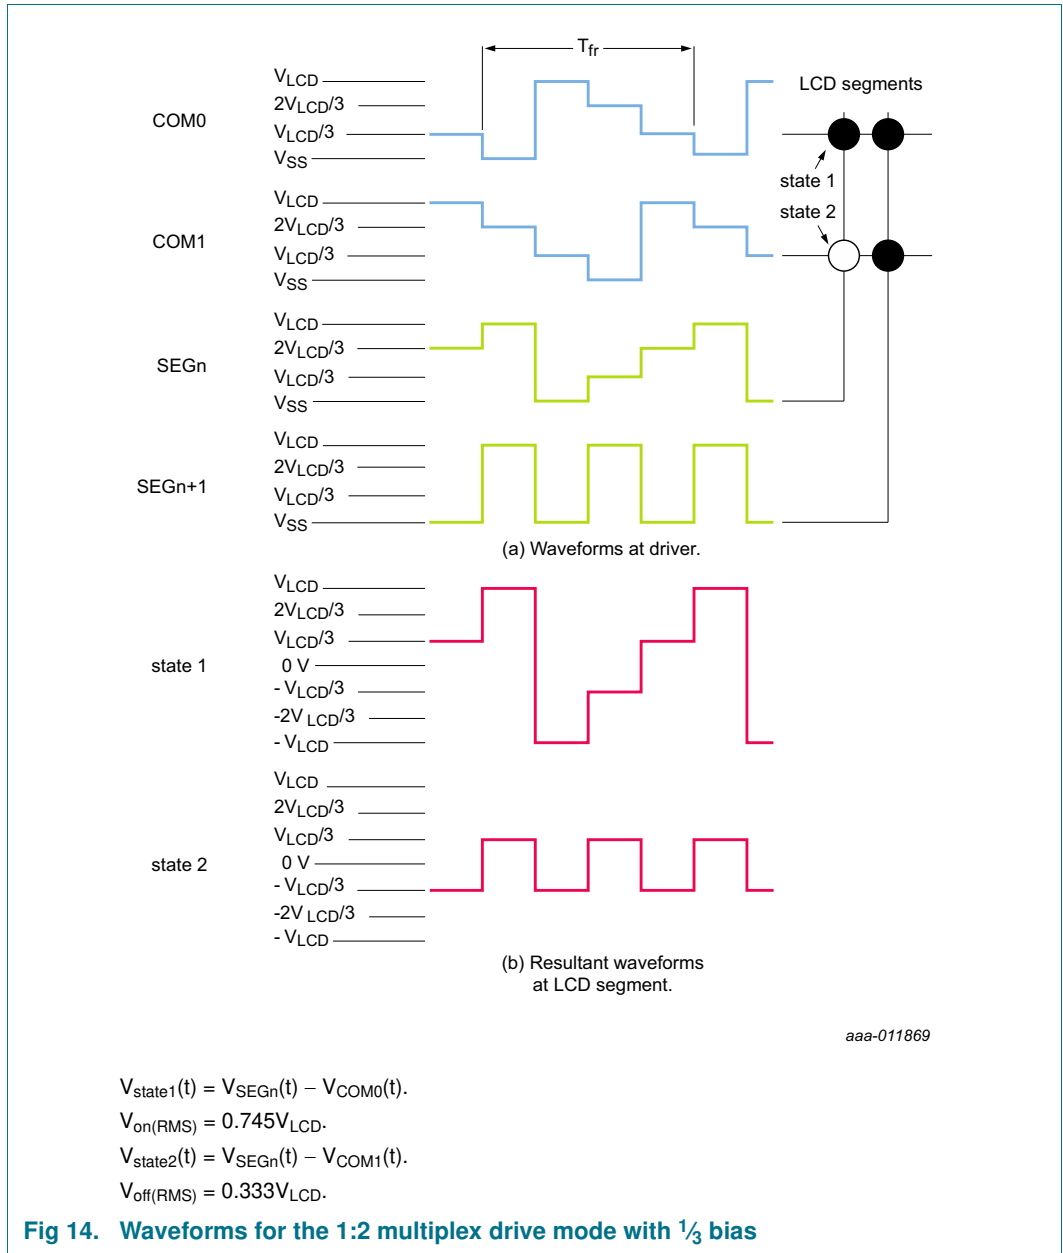 T_fr
LCD segments
COM0
V_LCD
2V_LCD/3
V_LCD/3
V_SS
state 1
state 2
COM1
V_LCD
2V_LCD/3
V_LCD/3
V_SS
SEGn
V_LCD
2V_LCD/3
V_LCD/3
V_SS
SEGn+1
V_LCD
2V_LCD/3
V_LCD/3
V_SS
(a) Waveforms at driver.
state 1
V_LCD
2V_LCD/3
V_LCD/3
0 V
- V_LCD/3
-2V_LCD/3
- V_LCD
state 2
V_LCD
2V_LCD/3
V_LCD/3
0 V
- V_LCD/3
-2V_LCD/3
- V_LCD
(b) Resultant waveforms
at LCD segment.
aaa-011869
V_state1(t) = V_SEGn(t) − V_COM0(t).
V_on(RMS) = 0.745V_LCD.
V_state2(t) = V_SEGn(t) − V_COM1(t).
V_off(RMS) = 0.333V_LCD.
Fig 14. Waveforms for the 1:2 multiplex drive mode with 1⁄3 bias